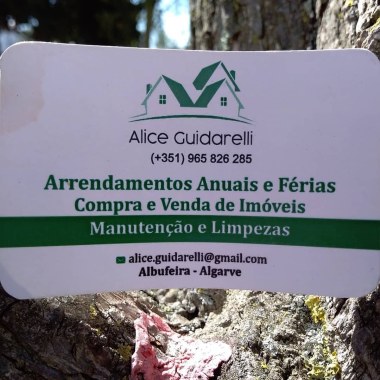 Alice Guidarelli
(+351) 965 826 285
Arrendamentos Anuais e Férias
Compra e Venda de Imóveis
Manutenção e Limpezas
alice.guidarelli@gmail.com
Albufeira - Algarve